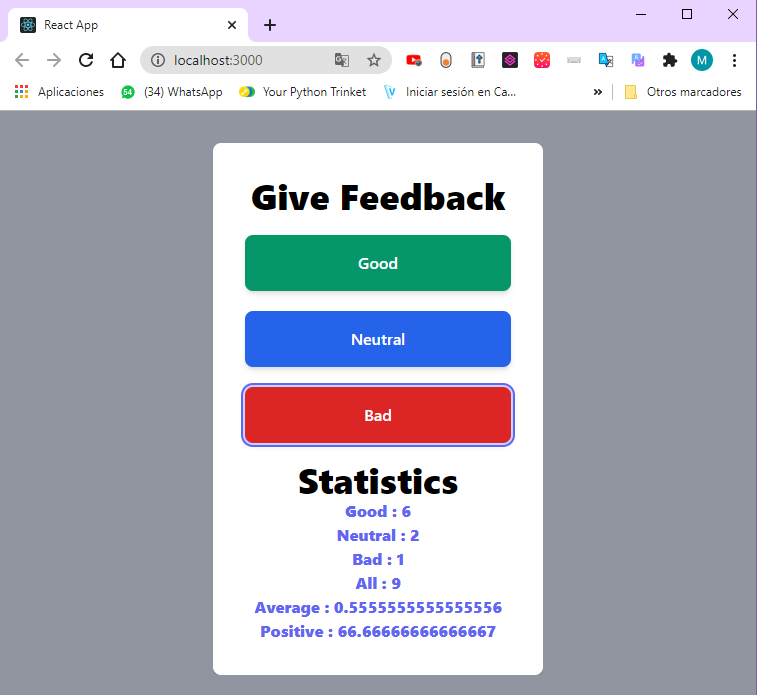 React App
localhost:3000
M
Aplicaciones
54
(34) WhatsApp
Your Python Trinket
Iniciar sesión en Ca...
»
Otros marcadores
Give Feedback
Good
Neutral
Bad
Statistics
Good : 6
Neutral : 2
Bad : 1
All : 9
Average : 0.5555555555555556
Positive : 66.66666666666667